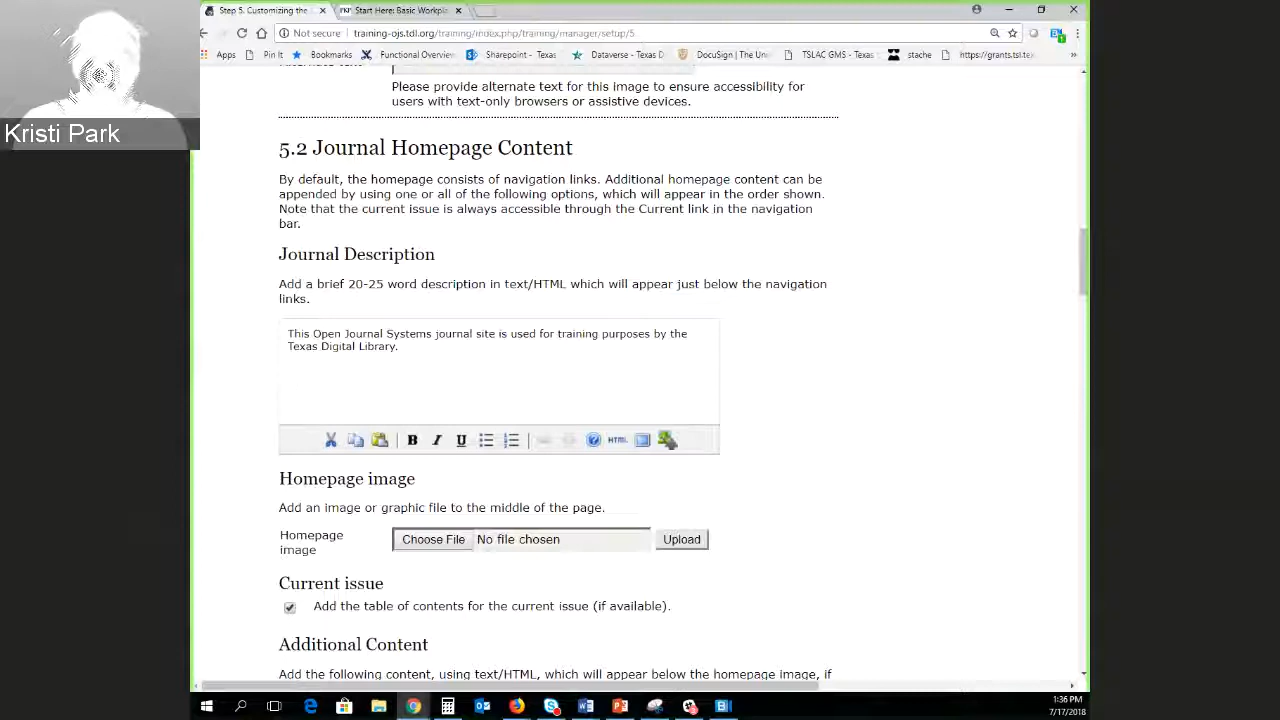 Step 5. Customizing the
Start Here: Basic Workpla
Not secure
training-ojs.tdl.org/training/index.php/training/manager/setup/5
Apps
Pin It
Bookmarks
Functional Overview
Sharepoint - Texas
Dataverse - Texas D
DocuSign | The Un
TSLAC GMS - Texas
stache
https://grants.tsl.tex
Kristi Park
Please provide alternate text for this image to ensure accessibility for
users with text-only browsers or assistive devices.
5.2 Journal Homepage Content
By default, the homepage consists of navigation links. Additional homepage content can be
appended by using one or all of the following options, which will appear in the order shown.
Note that the current issue is always accessible through the Current link in the navigation
bar.
Journal Description
Add a brief 20-25 word description in text/HTML which will appear just below the navigation
links.
This Open Journal Systems journal site is used for training purposes by the
Texas Digital Library.
B I U
HTML
Homepage image
Add an image or graphic file to the middle of the page.
Homepage
image
Choose File No file chosen Upload
Current issue
Add the table of contents for the current issue (if available).
Additional Content
Add the following content, using text/HTML, which will appear below the homepage image, if
1:36 PM
7/17/2018